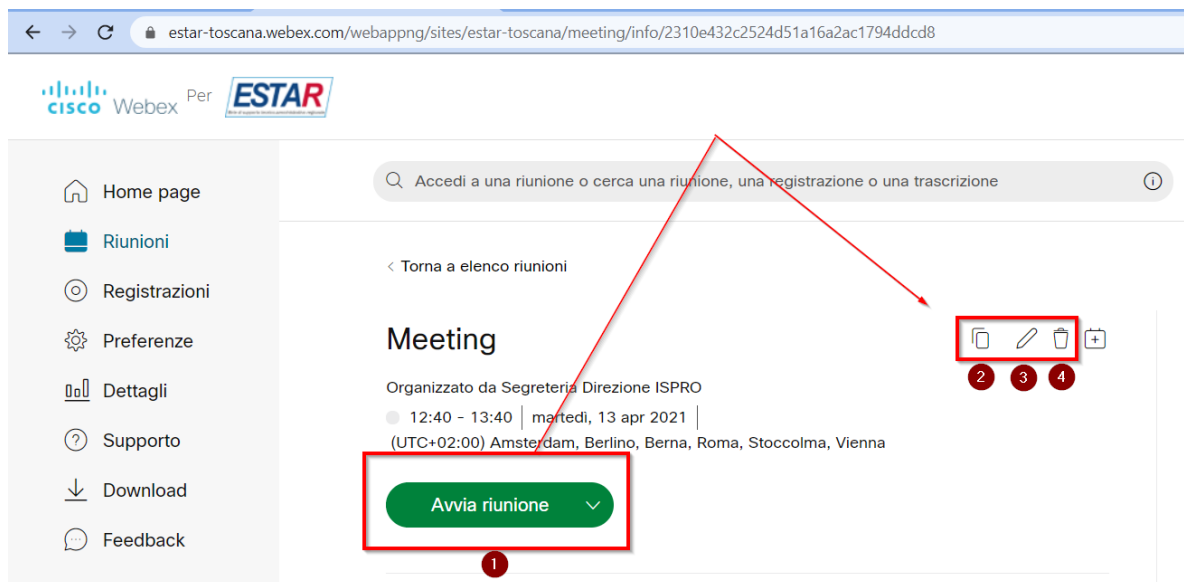 estar-toscana.webex.com/webappng/sites/estar-toscana/meeting/info/2310e432c2524d51a16a2ac1794ddcd8
cisco Webex Per ESTAR
Home page
Riunioni
Registrazioni
Preferenze
Dettagli
Supporto
Download
Feedback
Accedi a una riunione o cerca una riunione, una registrazione o una trascrizione
< Torna a elenco riunioni
Meeting
2 3 4
Organizzato da Segreteria Direzione ISPRO
12:40 - 13:40 | martedì, 13 apr 2021 |
(UTC+02:00) Amsterdam, Berlino, Berna, Roma, Stoccolma, Vienna
Avvia riunione
1